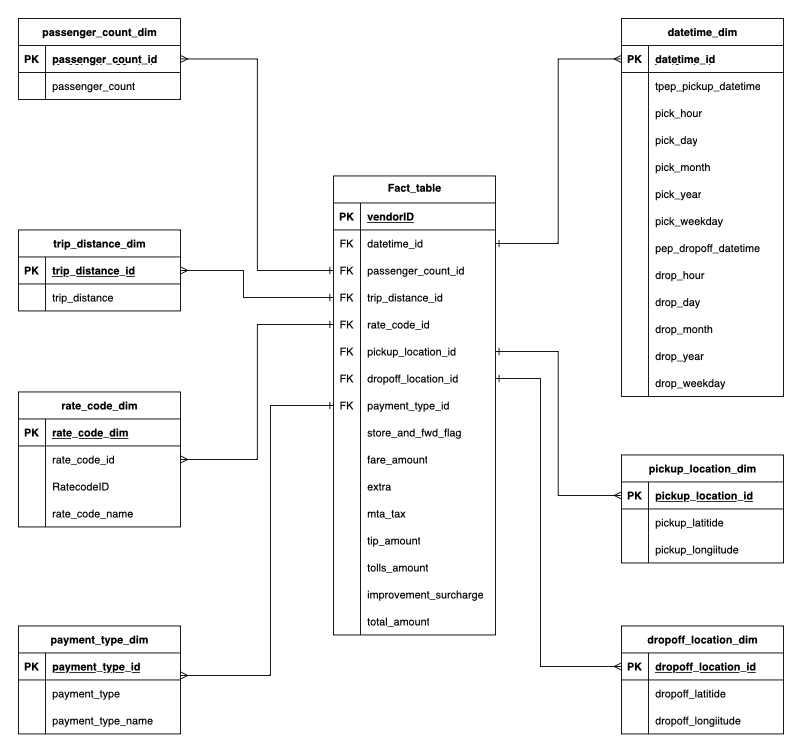 passenger_count_dim
PK passenger_count_id
passenger_count
trip_distance_dim
PK trip_distance_id
trip_distance
rate_code_dim
PK rate_code_dim
rate_code_id
RatecodeID
rate_code_name
payment_type_dim
PK payment_type_id
payment_type
payment_type_name
Fact_table
PK vendorID
FK datetime_id
FK passenger_count_id
FK trip_distance_id
FK rate_code_id
FK pickup_location_id
FK dropoff_location_id
FK payment_type_id
store_and_fwd_flag
fare_amount
extra
mta_tax
tip_amount
tolls_amount
improvement_surcharge
total_amount
datetime_dim
PK datetime_id
tpep_pickup_datetime
pick_hour
pick_day
pick_month
pick_year
pick_weekday
pep_dropoff_datetime
drop_hour
drop_day
drop_month
drop_year
drop_weekday
pickup_location_dim
PK pickup_location_id
pickup_latitide
pickup_longiitude
dropoff_location_dim
PK dropoff_location_id
dropoff_latitide
dropoff_longiitude